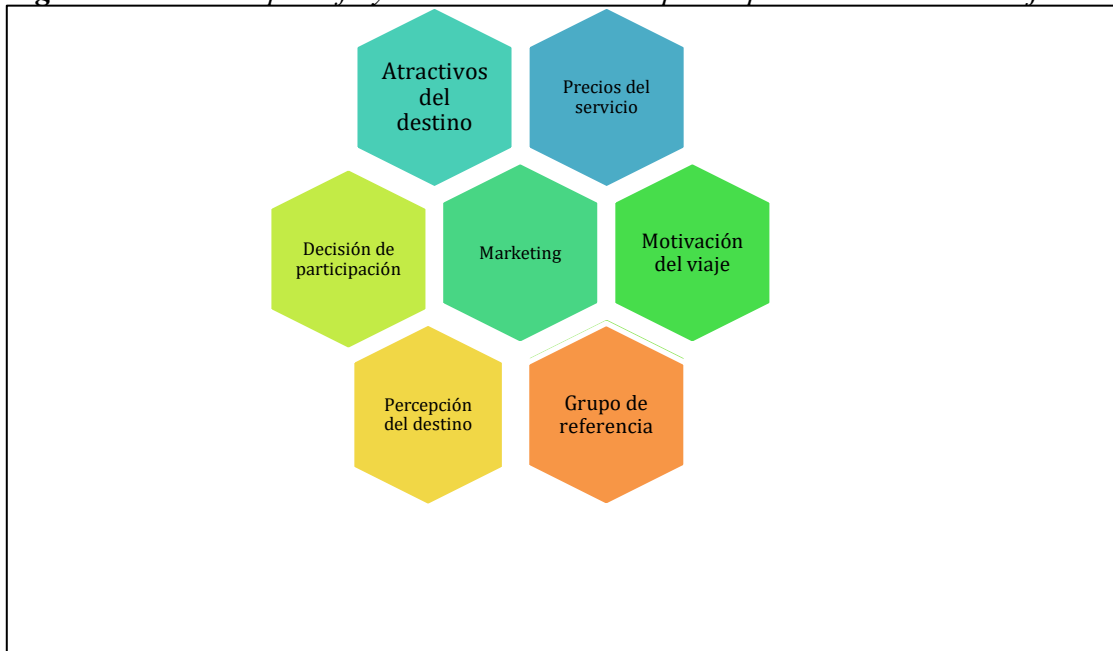 Atractivos
del
destino
Precios del
servicio
Decisión de
participación
Marketing
Motivación
del viaje
Percepción
del destino
Grupo de
referencia